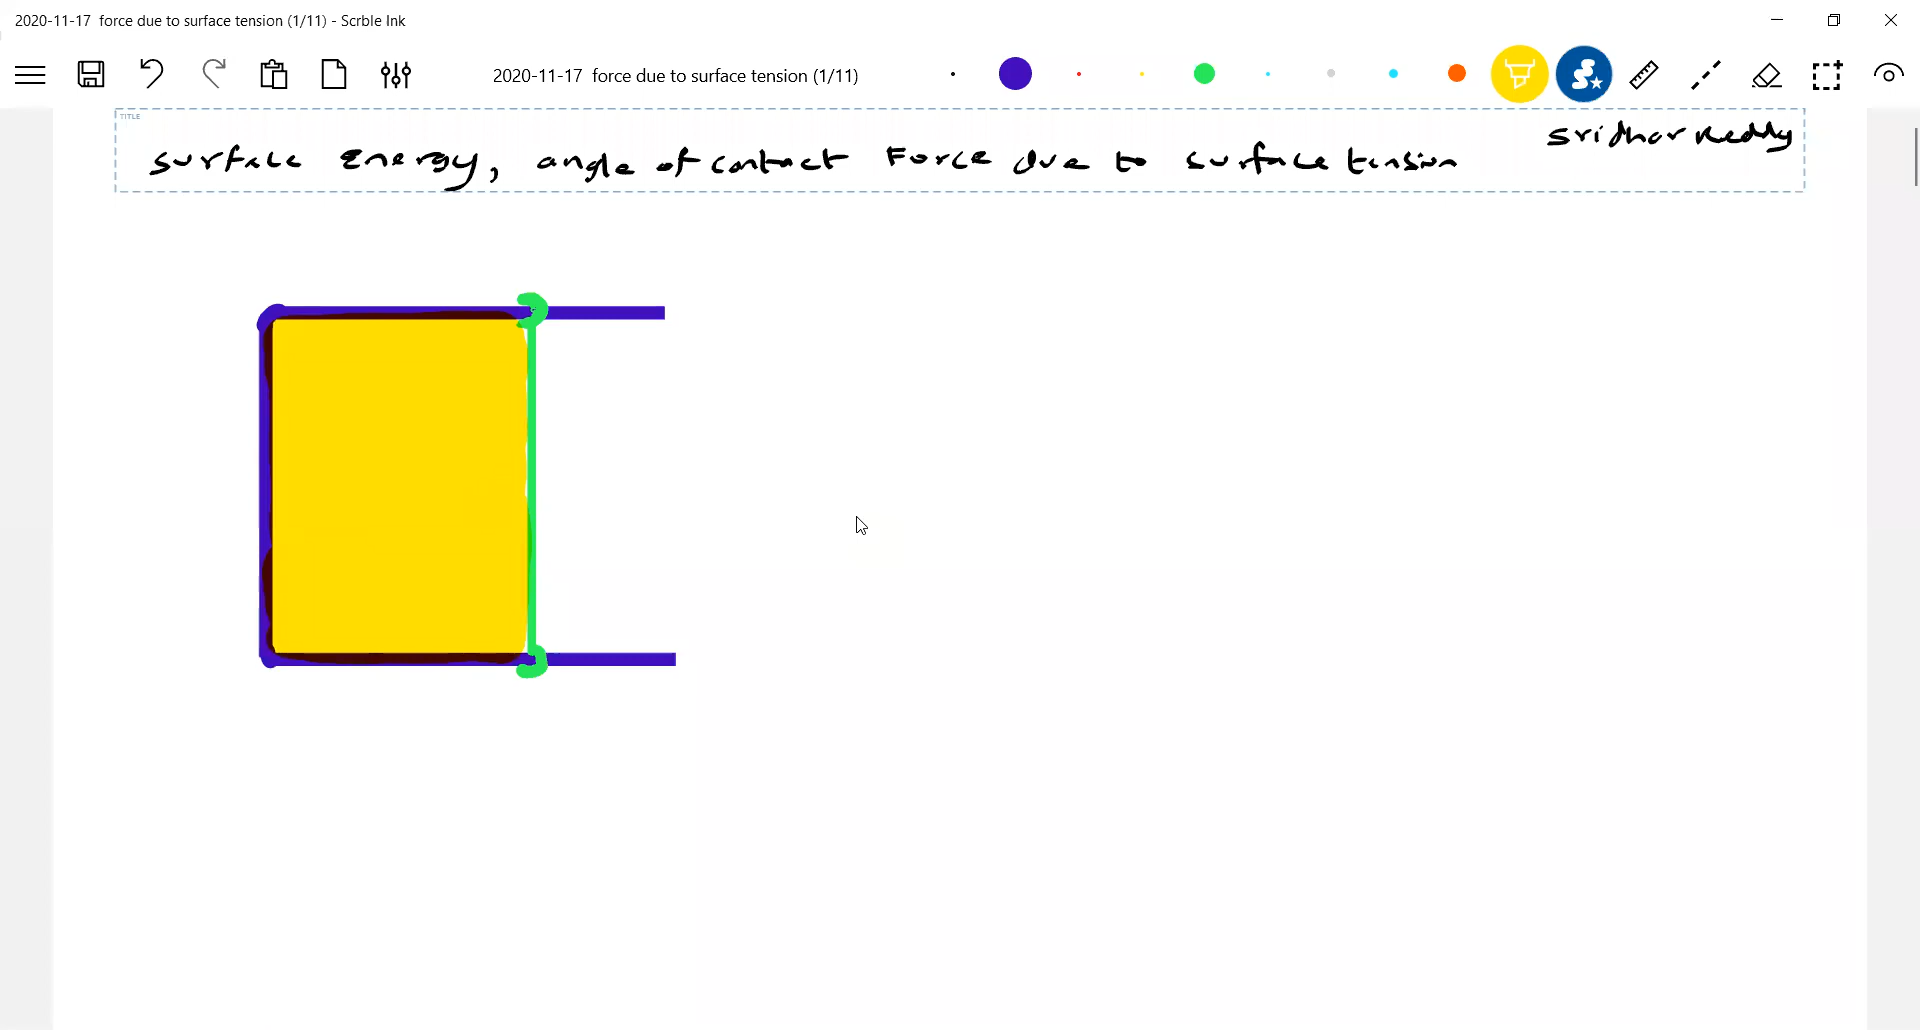 2020-11-17 force due to surface tension (1/11) - Scrble Ink
2020-11-17 force due to surface tension (1/11)
TITLE
Sridhar Reddy
surface Energy, angle of contact Force due to surface tension